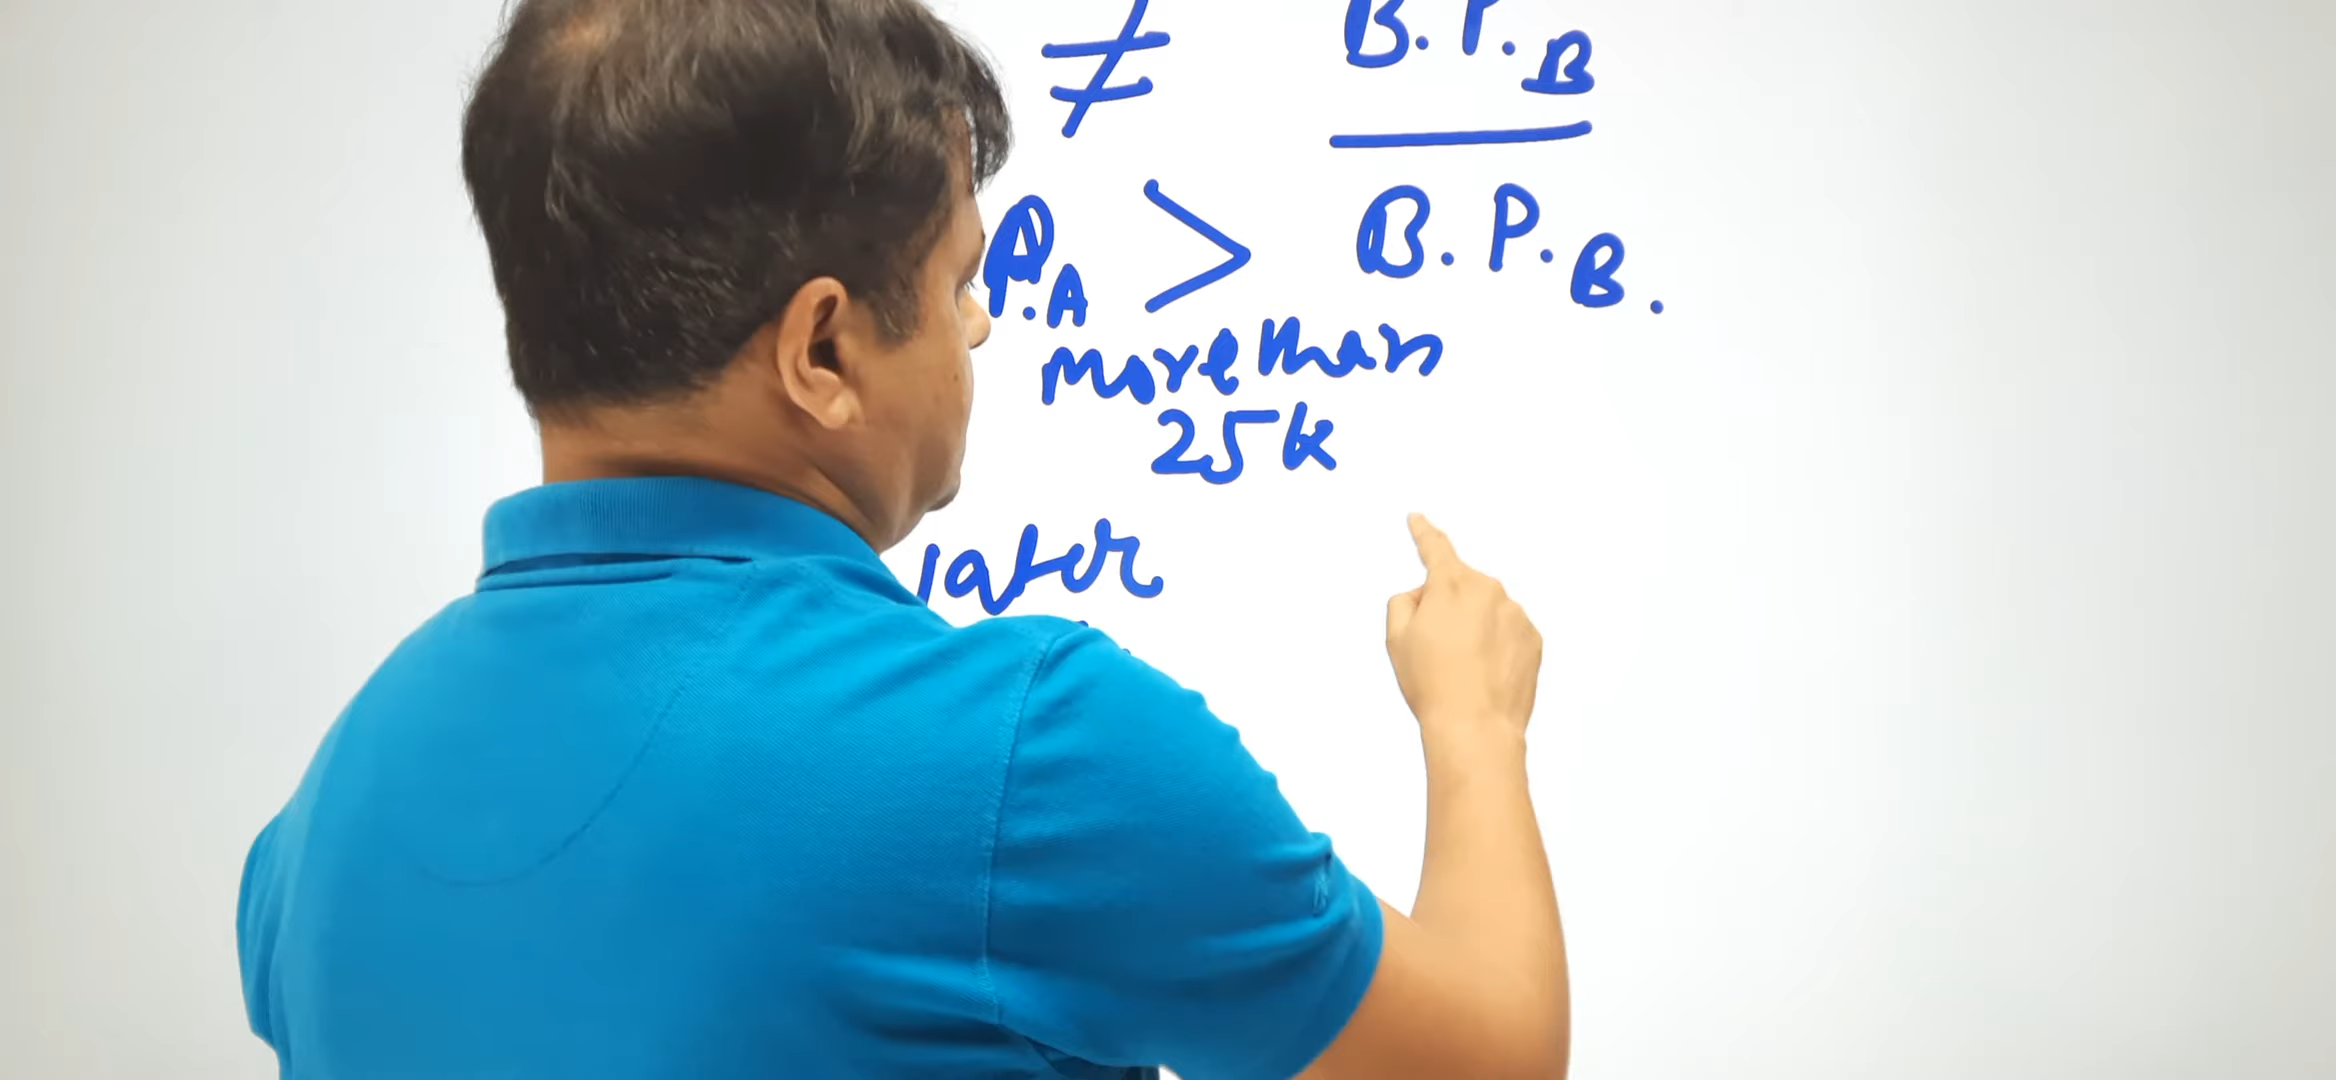 ≠ B.P.B
P.A > B.P.B.
more than
25k
later